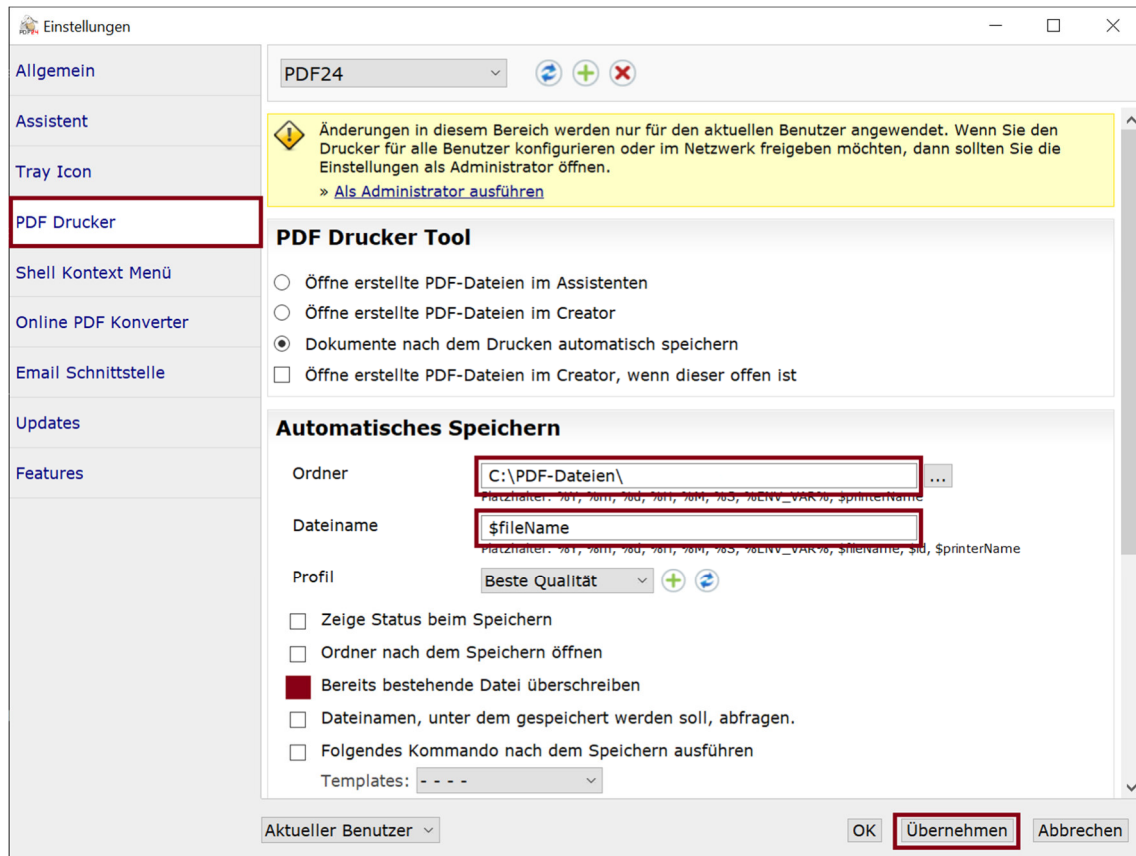 Einstellungen
Allgemein
Assistent
Tray Icon
PDF Drucker
Shell Kontext Menü
Online PDF Konverter
Email Schnittstelle
Updates
Features
PDF24
Änderungen in diesem Bereich werden nur für den aktuellen Benutzer angewendet. Wenn Sie den
Drucker für alle Benutzer konfigurieren oder im Netzwerk freigeben möchten, dann sollten Sie die
Einstellungen als Administrator öffnen.
» Als Administrator ausführen
PDF Drucker Tool
Öffne erstellte PDF-Dateien im Assistenten
Öffne erstellte PDF-Dateien im Creator
Dokumente nach dem Drucken automatisch speichern
Öffne erstellte PDF-Dateien im Creator, wenn dieser offen ist
Automatisches Speichern
Ordner
C:\PDF-Dateien\
...
Platzhalter: %Y, %m, %d, %H, %M, %S, %ENV_VAR%, $printerName
Dateiname
$fileName
Platzhalter: %Y, %m, %d, %H, %M, %S, %ENV_VAR%, $fileName, $id, $printerName
Profil
Beste Qualität
Zeige Status beim Speichern
Ordner nach dem Speichern öffnen
Bereits bestehende Datei überschreiben
Dateinamen, unter dem gespeichert werden soll, abfragen.
Folgendes Kommando nach dem Speichern ausführen
Templates: - - - -
Aktueller Benutzer
OK
Übernehmen
Abbrechen